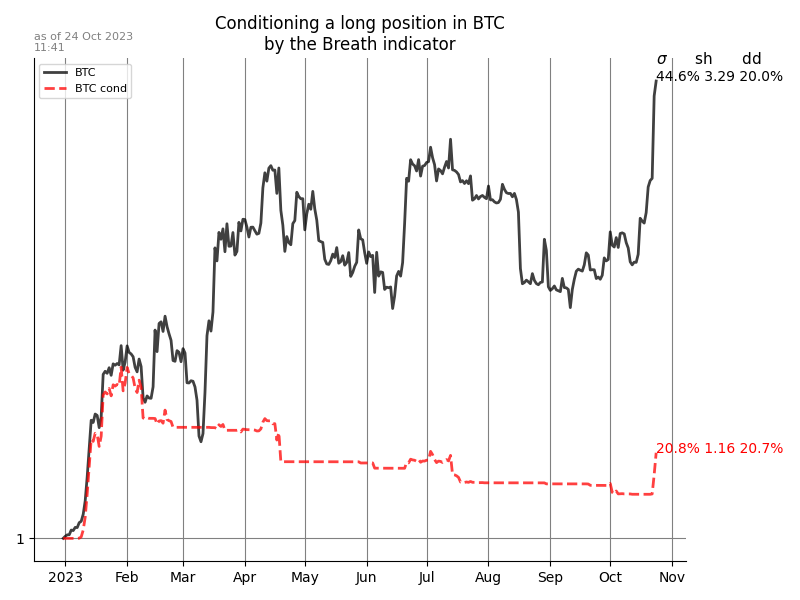 Conditioning a long position in BTC
by the Breath indicator
as of 24 Oct 2023
11:41
BTC
BTC cond
σ sh dd
44.6% 3.29 20.0%
20.8% 1.16 20.7%
1
2023 Feb Mar Apr May Jun Jul Aug Sep Oct Nov